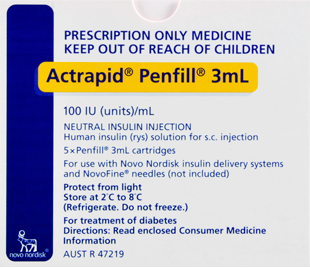 PRESCRIPTION ONLY MEDICINE
KEEP OUT OF REACH OF CHILDREN
Actrapid® Penfill® 3mL
100 IU (units)/mL
NEUTRAL INSULIN INJECTION
Human insulin (rys) solution for s.c. injection
5×Penfill® 3mL cartridges
For use with Novo Nordisk insulin delivery systems
and NovoFine® needles (not included)
Protect from light
Store at 2˚C to 8˚C
(Refrigerate. Do not freeze.)
For treatment of diabetes
Directions: Read enclosed Consumer Medicine
Information
AUST R 47219
novo nordisk®